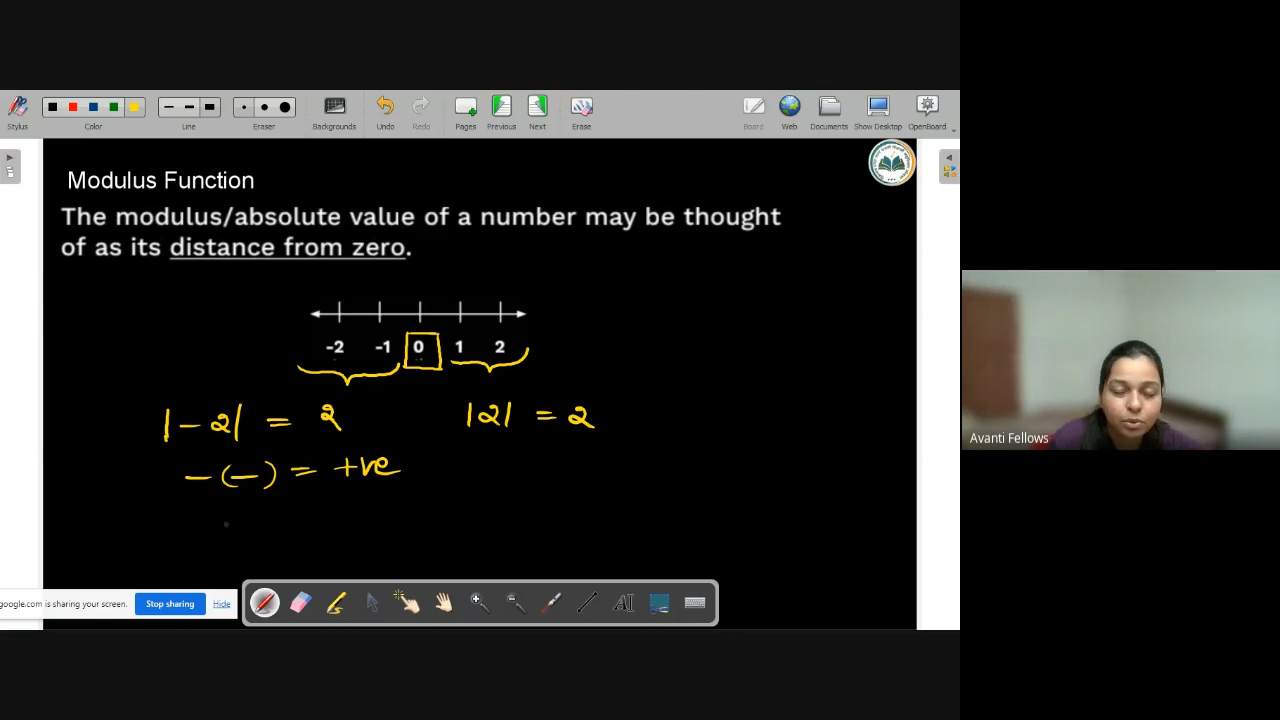 Stylus Color Line Eraser Backgrounds Undo Redo Pages Previous Next Erase Board Web Documents Show Desktop OpenBoard
Modulus Function
The modulus/absolute value of a number may be thought
of as its distance from zero.
-2 -1 0 1 2
|-2| = 2 |2| = 2
-(-) = +ve
Avanti Fellows
google.com is sharing your screen. Stop sharing Hide
AI